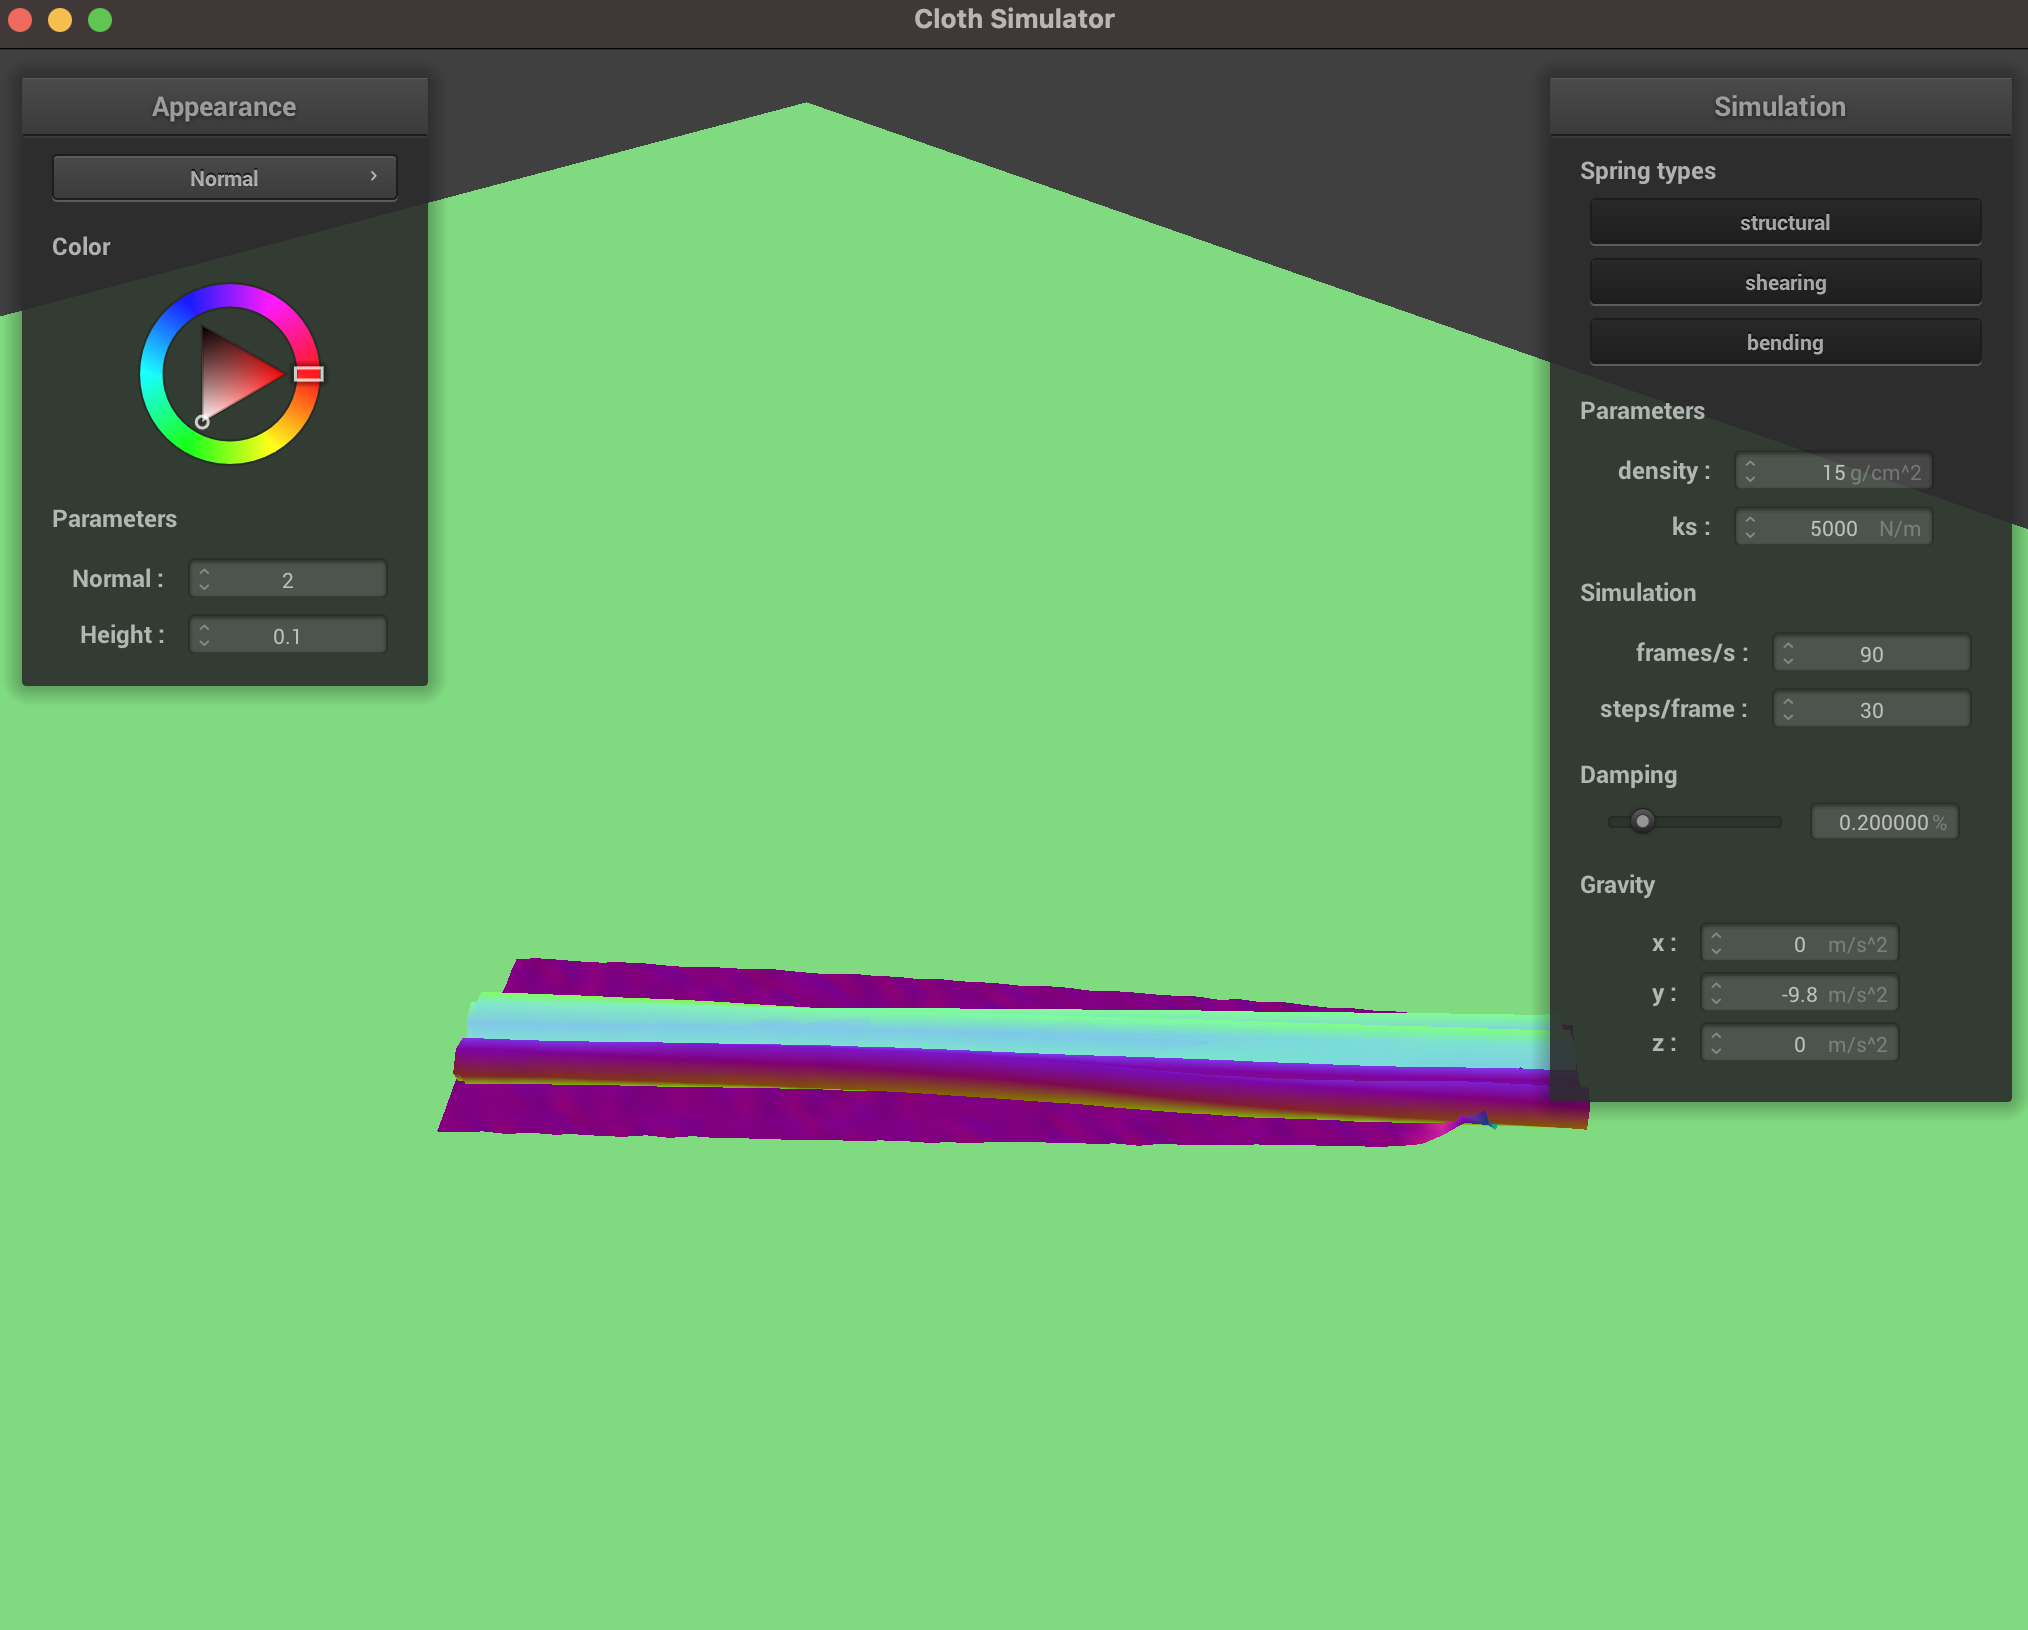 Cloth Simulator
Appearance
Normal
Color
Parameters
Normal : 2
Height : 0.1
Simulation
Spring types
structural
shearing
bending
Parameters
density : 15 g/cm^2
ks : 5000 N/m
Simulation
frames/s : 90
steps/frame : 30
Damping
0.200000 %
Gravity
x : 0 m/s^2
y : -9.8 m/s^2
z : 0 m/s^2